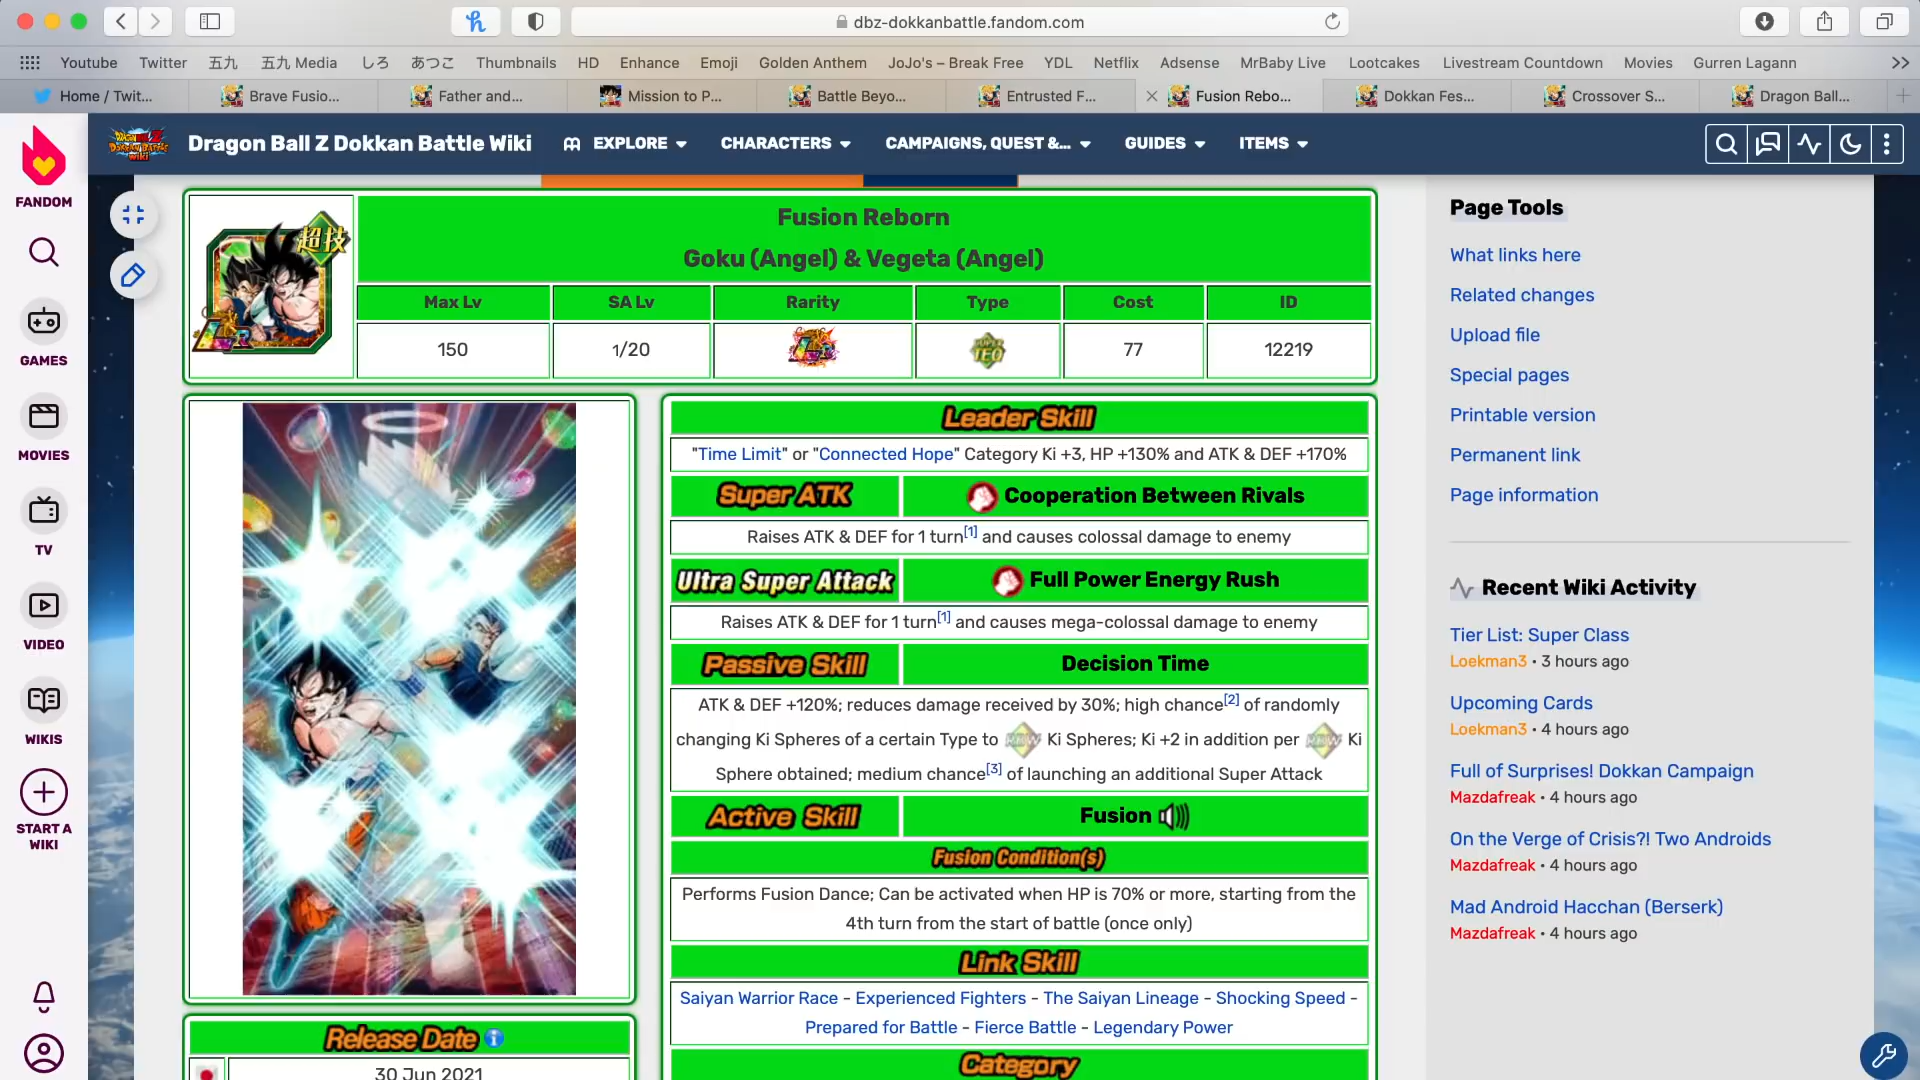 dbz-dokkanbattle.fandom.com
Youtube Twitter 五九 五九 Media しろ あつこ Thumbnails HD Enhance Emoji Golden Anthem JoJo's – Break Free YDL Netflix Adsense MrBaby Live Lootcakes Livestream Countdown Movies Gurren Lagann
Home / Twit... Brave Fusio... Father and... Mission to P... Battle Beyo... Entrusted F... Fusion Rebo... Dokkan Fes... Crossover S... Dragon Ball...
Dragon Ball Z Dokkan Battle Wiki EXPLORE CHARACTERS CAMPAIGNS, QUEST &... GUIDES ITEMS
FANDOM
GAMES
MOVIES
TV
VIDEO
WIKIS
START A
WIKI
超技
LR
Fusion Reborn
Goku (Angel) & Vegeta (Angel)
Max Lv SA Lv Rarity Type Cost ID
150 1/20 LR SUPER TEQ 77 12219
Leader Skill
"Time Limit" or "Connected Hope" Category Ki +3, HP +130% and ATK & DEF +170%
Super ATK Cooperation Between Rivals
Raises ATK & DEF for 1 turn[1] and causes colossal damage to enemy
Ultra Super Attack Full Power Energy Rush
Raises ATK & DEF for 1 turn[1] and causes mega-colossal damage to enemy
Passive Skill Decision Time
ATK & DEF +120%; reduces damage received by 30%; high chance[2] of randomly
changing Ki Spheres of a certain Type to RBW Ki Spheres; Ki +2 in addition per RBW Ki
Sphere obtained; medium chance[3] of launching an additional Super Attack
Active Skill Fusion
Fusion Condition(s)
Performs Fusion Dance; Can be activated when HP is 70% or more, starting from the
4th turn from the start of battle (once only)
Link Skill
Saiyan Warrior Race - Experienced Fighters - The Saiyan Lineage - Shocking Speed -
Prepared for Battle - Fierce Battle - Legendary Power
Category
Release Date
30 Jun 2021
Page Tools
What links here
Related changes
Upload file
Special pages
Printable version
Permanent link
Page information
Recent Wiki Activity
Tier List: Super Class
Loekman3 • 3 hours ago
Upcoming Cards
Loekman3 • 4 hours ago
Full of Surprises! Dokkan Campaign
Mazdafreak • 4 hours ago
On the Verge of Crisis?! Two Androids
Mazdafreak • 4 hours ago
Mad Android Hacchan (Berserk)
Mazdafreak • 4 hours ago